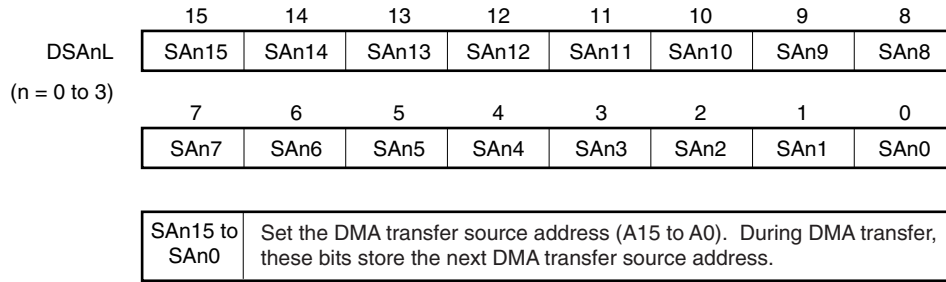 15 14 13 12 11 10 9 8
DSAnL SAn15 SAn14 SAn13 SAn12 SAn11 SAn10 SAn9 SAn8
(n = 0 to 3)
7 6 5 4 3 2 1 0
SAn7 SAn6 SAn5 SAn4 SAn3 SAn2 SAn1 SAn0
SAn15 to Set the DMA transfer source address (A15 to A0). During DMA transfer,
SAn0 these bits store the next DMA transfer source address.